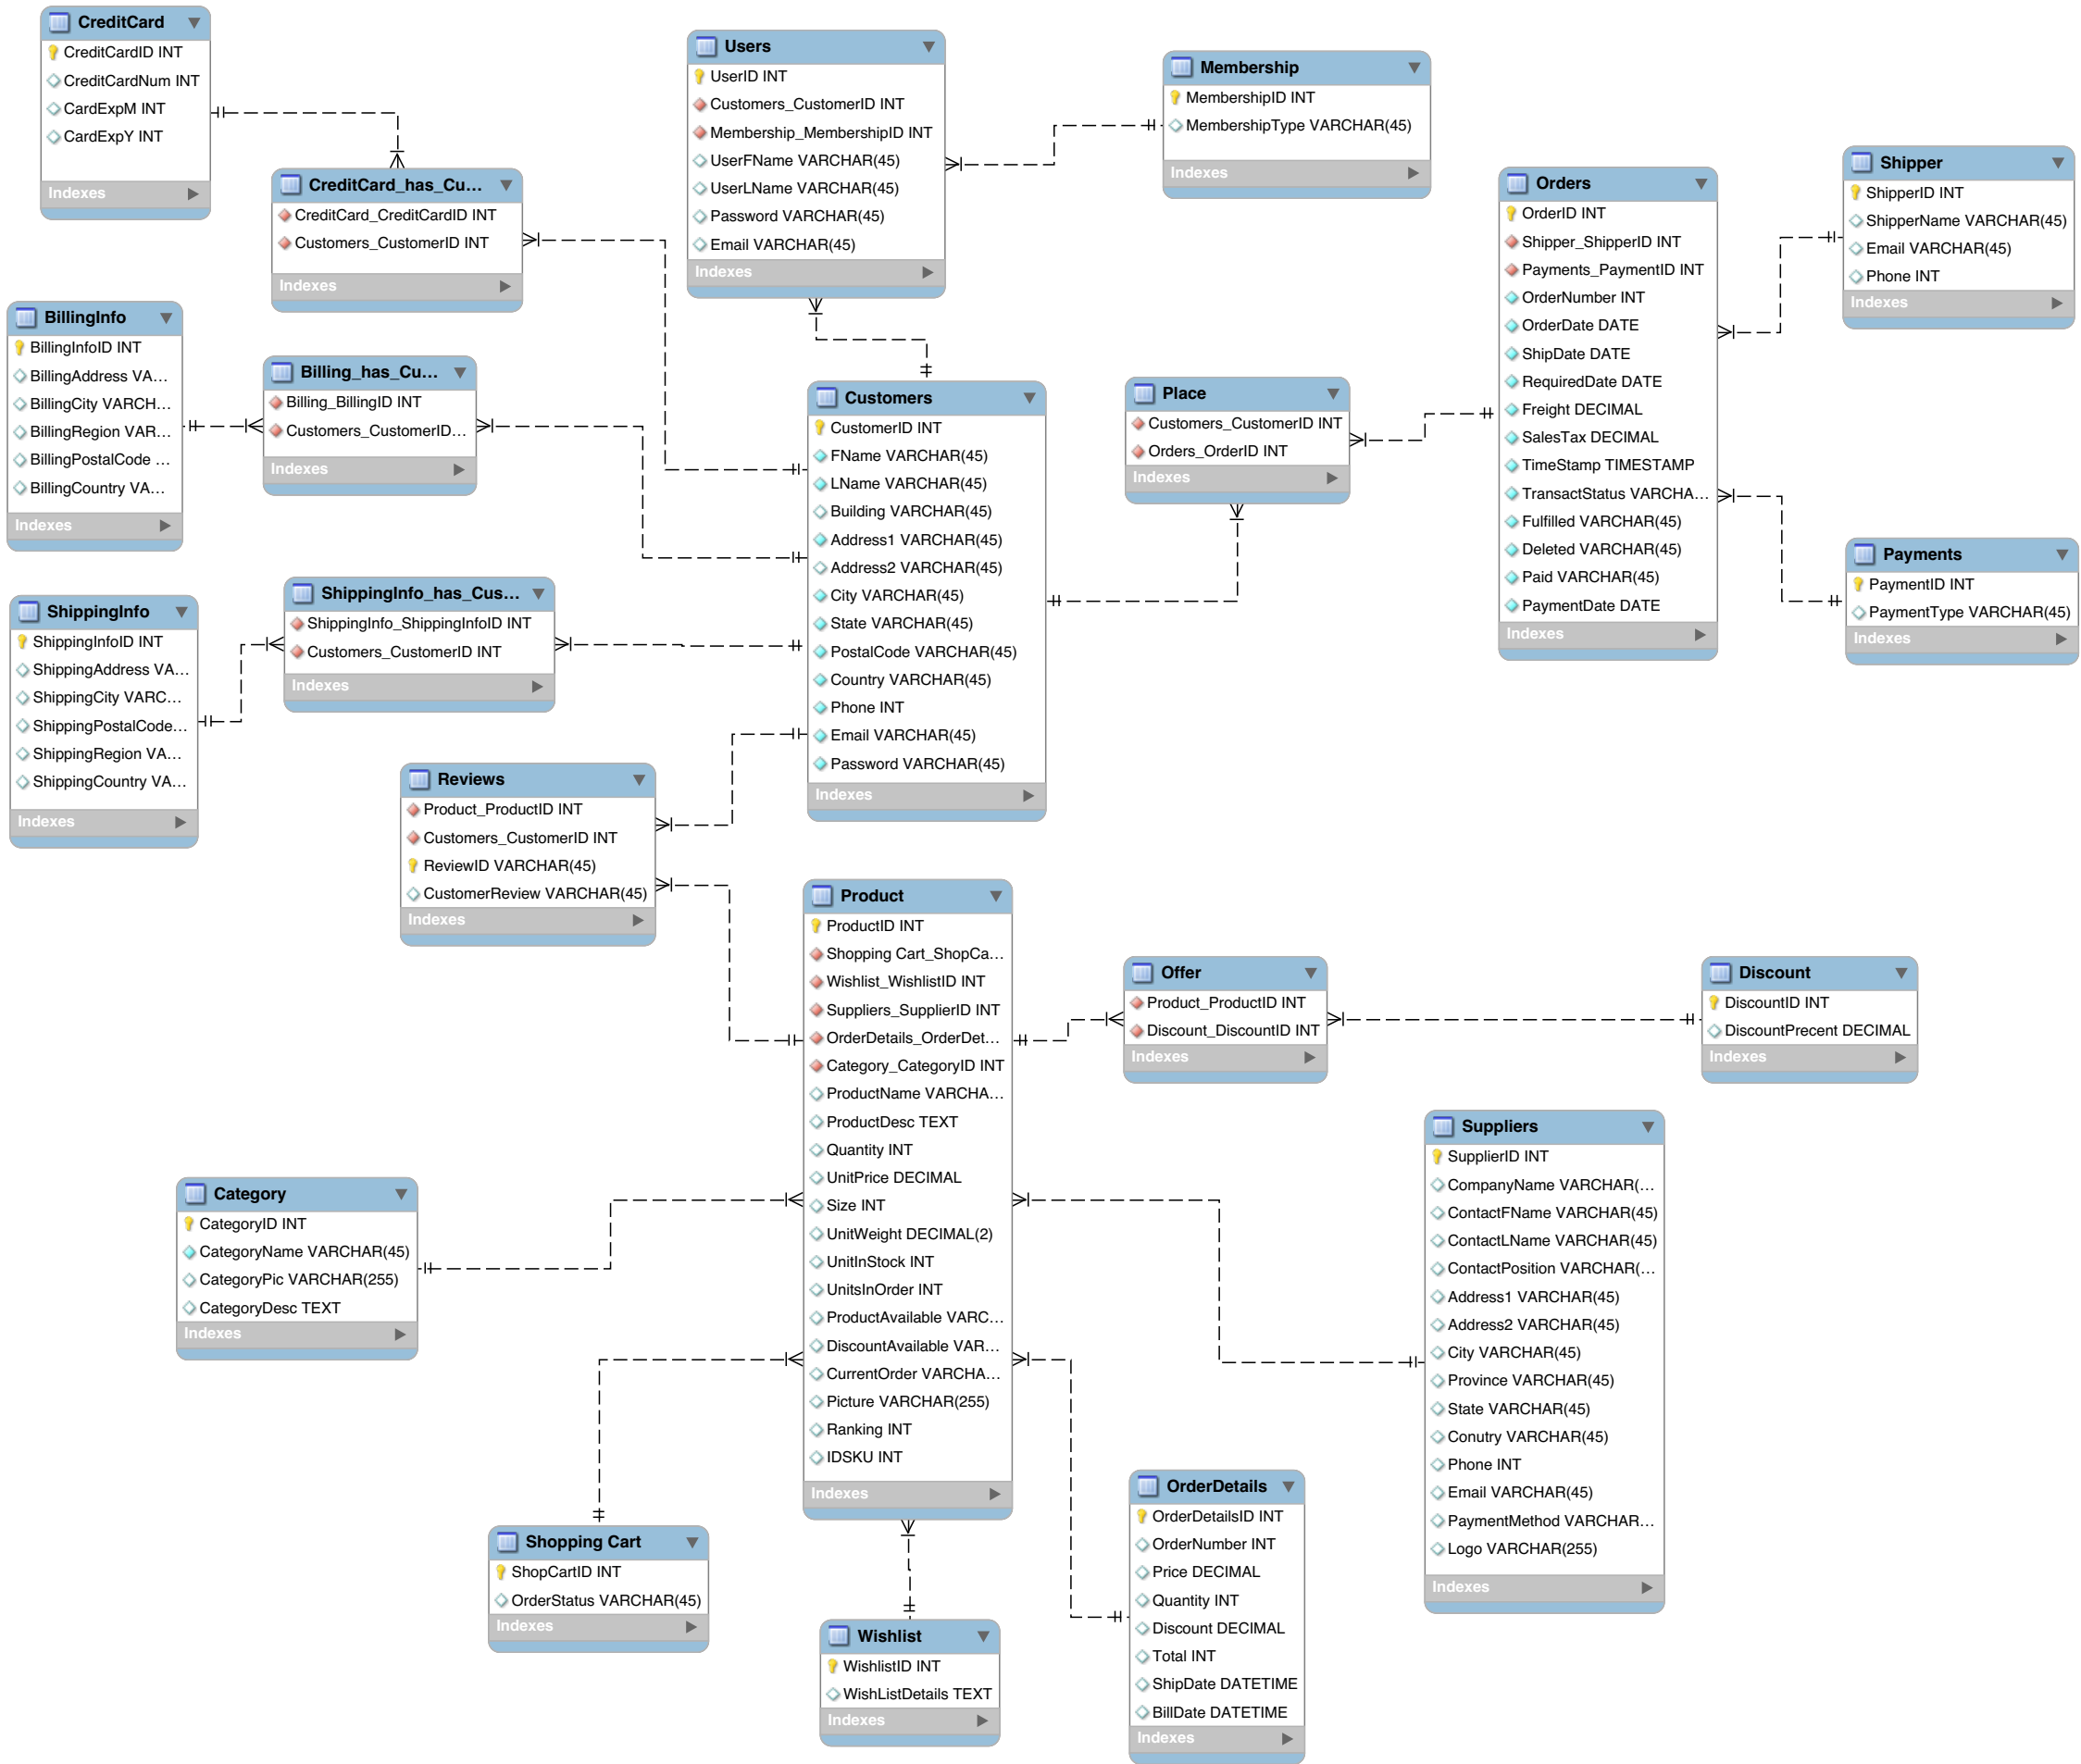 CreditCard
CreditCardID INT
CreditCardNum INT
CardExpM INT
CardExpY INT
Indexes
CreditCard_has_Cu...
CreditCard_CreditCardID INT
Customers_CustomerID INT
Indexes
Users
UserID INT
Customers_CustomerID INT
Membership_MembershipID INT
UserFName VARCHAR(45)
UserLName VARCHAR(45)
Password VARCHAR(45)
Email VARCHAR(45)
Indexes
Membership
MembershipID INT
MembershipType VARCHAR(45)
Indexes
Orders
OrderID INT
Shipper_ShipperID INT
Payments_PaymentID INT
OrderNumber INT
OrderDate DATE
ShipDate DATE
RequiredDate DATE
Freight DECIMAL
SalesTax DECIMAL
TimeStamp TIMESTAMP
TransactStatus VARCHA...
Fulfilled VARCHAR(45)
Deleted VARCHAR(45)
Paid VARCHAR(45)
PaymentDate DATE
Indexes
Shipper
ShipperID INT
ShipperName VARCHAR(45)
Email VARCHAR(45)
Phone INT
Indexes
BillingInfo
BillingInfoID INT
BillingAddress VA...
BillingCity VARCH...
BillingRegion VAR...
BillingPostalCode ...
BillingCountry VA...
Indexes
Billing_has_Cu...
Billing_BillingID INT
Customers_CustomerID...
Indexes
Customers
CustomerID INT
FName VARCHAR(45)
LName VARCHAR(45)
Building VARCHAR(45)
Address1 VARCHAR(45)
Address2 VARCHAR(45)
City VARCHAR(45)
State VARCHAR(45)
PostalCode VARCHAR(45)
Country VARCHAR(45)
Phone INT
Email VARCHAR(45)
Password VARCHAR(45)
Indexes
Place
Customers_CustomerID INT
Orders_OrderID INT
Indexes
Payments
PaymentID INT
PaymentType VARCHAR(45)
Indexes
ShippingInfo
ShippingInfoID INT
ShippingAddress VA...
ShippingCity VARC...
ShippingPostalCode...
ShippingRegion VA...
ShippingCountry VA...
Indexes
ShippingInfo_has_Cus...
ShippingInfo_ShippingInfoID INT
Customers_CustomerID INT
Indexes
Reviews
Product_ProductID INT
Customers_CustomerID INT
ReviewID VARCHAR(45)
CustomerReview VARCHAR(45)
Indexes
Product
ProductID INT
Shopping Cart_ShopCa...
Wishlist_WishlistID INT
Suppliers_SupplierID INT
OrderDetails_OrderDet...
Category_CategoryID INT
ProductName VARCHA...
ProductDesc TEXT
Quantity INT
UnitPrice DECIMAL
Size INT
UnitWeight DECIMAL(2)
UnitInStock INT
UnitsInOrder INT
ProductAvailable VARC...
DiscountAvailable VAR...
CurrentOrder VARCHA...
Picture VARCHAR(255)
Ranking INT
IDSKU INT
Indexes
Offer
Product_ProductID INT
Discount_DiscountID INT
Indexes
Discount
DiscountID INT
DiscountPrecent DECIMAL
Indexes
Suppliers
SupplierID INT
CompanyName VARCHAR(...
ContactFName VARCHAR(45)
ContactLName VARCHAR(45)
ContactPosition VARCHAR(...
Address1 VARCHAR(45)
Address2 VARCHAR(45)
City VARCHAR(45)
Province VARCHAR(45)
State VARCHAR(45)
Conutry VARCHAR(45)
Phone INT
Email VARCHAR(45)
PaymentMethod VARCHAR...
Logo VARCHAR(255)
Indexes
Category
CategoryID INT
CategoryName VARCHAR(45)
CategoryPic VARCHAR(255)
CategoryDesc TEXT
Indexes
Shopping Cart
ShopCartID INT
OrderStatus VARCHAR(45)
Indexes
Wishlist
WishlistID INT
WishListDetails TEXT
Indexes
OrderDetails
OrderDetailsID INT
OrderNumber INT
Price DECIMAL
Quantity INT
Discount DECIMAL
Total INT
ShipDate DATETIME
BillDate DATETIME
Indexes